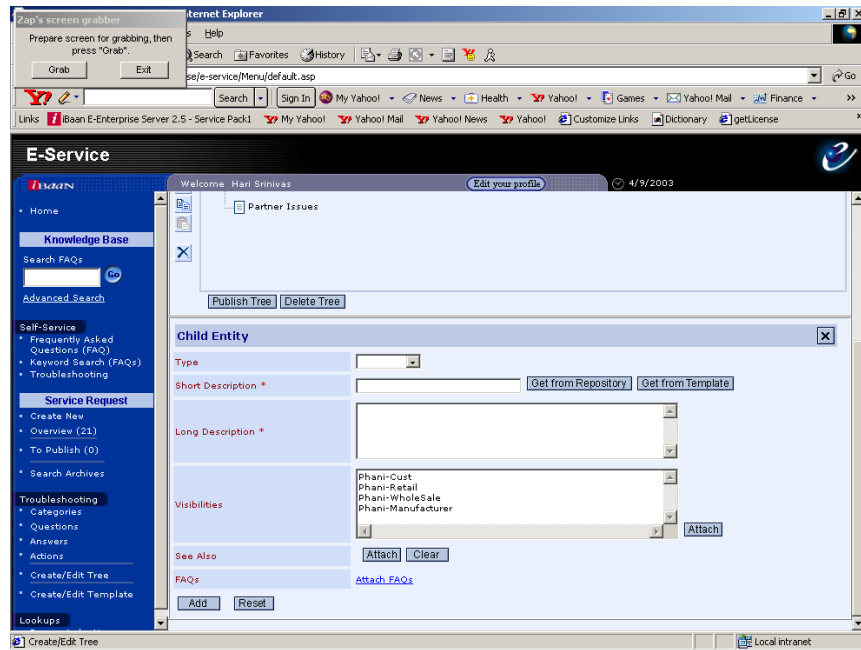 Zap's screen grabber
ternet Explorer
Prepare screen for grabbing, then
press "Grab".
Grab Exit
s Help
Search Favorites History
se/e-service/Menu/default.asp
Go
Y! Search Sign In My Yahoo! News Health Yahoo! Games Yahoo! Mail Finance »
Links iBaan E-Enterprise Server 2.5 - Service Pack1 My Yahoo! Yahoo! Mail Yahoo! News Yahoo! Customize Links Dictionary getLicense »
E-Service
iBaan
Welcome Hari Srinivas Edit your profile 4/9/2003
Home
Knowledge Base
Search FAQs
Go
Advanced Search
Self-Service
Frequently Asked
Questions (FAQ)
Keyword Search (FAQs)
Troubleshooting
Service Request
Create New
Overview (21)
To Publish (0)
Search Archives
Troubleshooting
Categories
Questions
Answers
Actions
Create/Edit Tree
Create/Edit Template
Lookups
Partner Issues
Publish Tree Delete Tree
Child Entity
Type
Short Description * Get from Repository Get from Template
Long Description *
Visibilities
Phani-Cust
Phani-Retail
Phani-WholeSale
Phani-Manufacturer
Attach
See Also Attach Clear
FAQs Attach FAQs
Add Reset
Create/Edit Tree
Local intranet